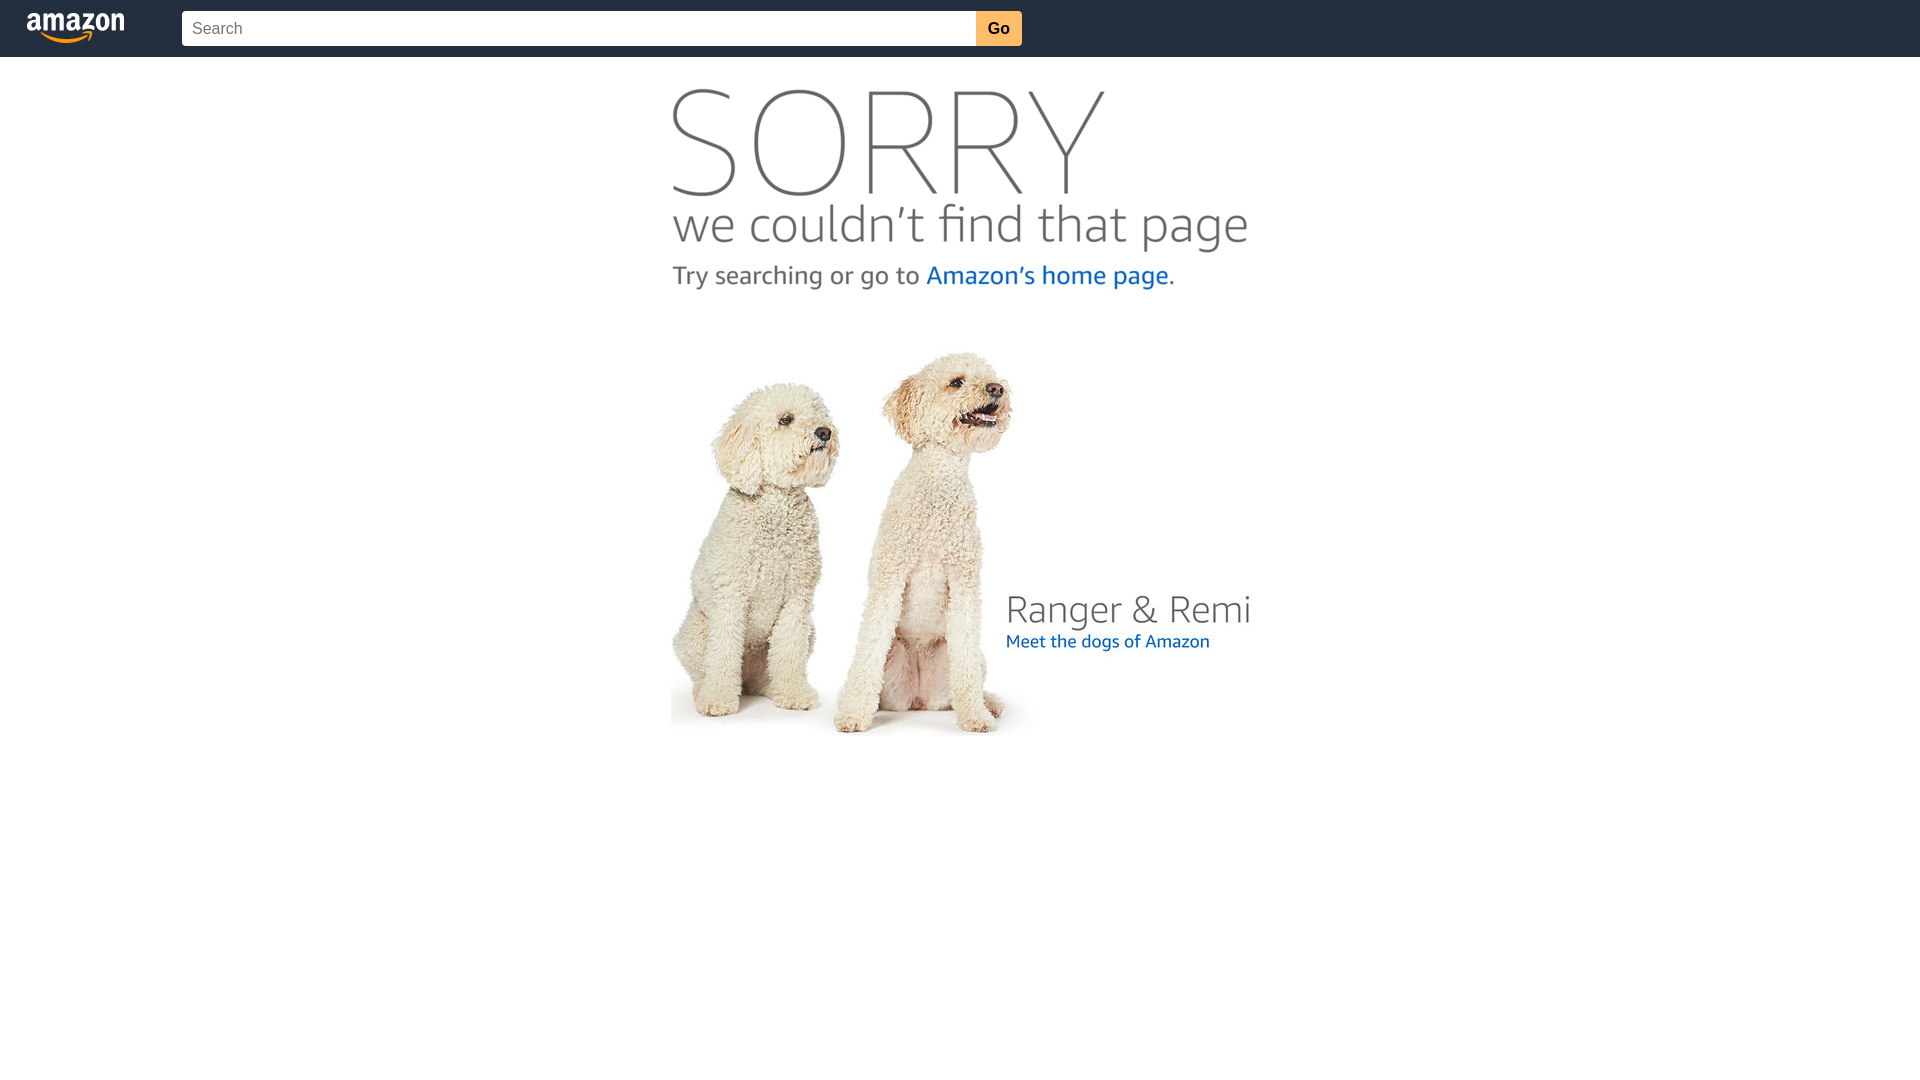 amazon
Search
Go
SORRY
we couldn't find that page
Try searching or go to Amazon's home page.
Ranger & Remi
Meet the dogs of Amazon